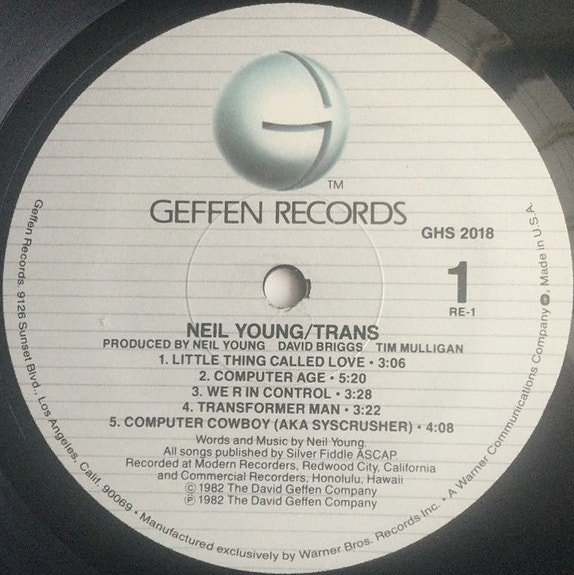 TM
GEFFEN RECORDS
GHS 2018
1
RE-1
NEIL YOUNG/TRANS
PRODUCED BY NEIL YOUNG DAVID BRIGGS TIM MULLIGAN
1. LITTLE THING CALLED LOVE • 3:06
2. COMPUTER AGE • 5:20
3. WE R IN CONTROL • 3:28
4. TRANSFORMER MAN • 3:22
5. COMPUTER COWBOY (AKA SYSCRUSHER) • 4:08
Words and Music by Neil Young.
All songs published by Silver Fiddle ASCAP
Recorded at Modern Recorders, Redwood City, California
and Commercial Recorders, Honolulu, Hawaii
© 1982 The David Geffen Company
℗ 1982 The David Geffen Company
Geffen Records. 9126 Sunset Blvd., Los Angeles, Calif. 90069 • Manufactured exclusively by Warner Bros. Records Inc. • A Warner Communications Company, Made in U.S.A.